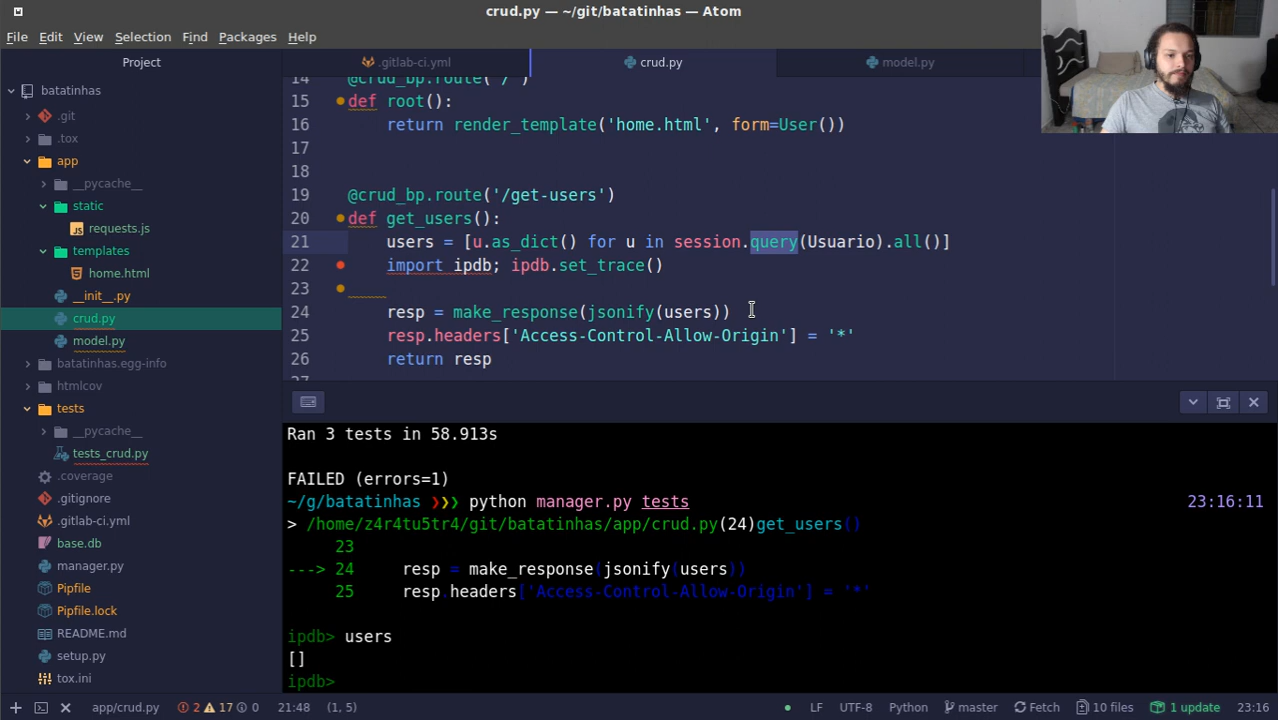 crud.py — ~/git/batatinhas — Atom
File Edit View Selection Find Packages Help
Project
.gitlab-ci.yml
crud.py
model.py
batatinhas
.git
.tox
app
__pycache__
static
requests.js
templates
home.html
__init__.py
crud.py
model.py
batatinhas.egg-info
htmlcov
tests
__pycache__
tests_crud.py
.coverage
.gitignore
.gitlab-ci.yml
base.db
manager.py
Pipfile
Pipfile.lock
README.md
setup.py
tox.ini
14 @crud_bp.route('/')
15 def root():
16     return render_template('home.html', form=User())
17
18
19 @crud_bp.route('/get-users')
20 def get_users():
21     users = [u.as_dict() for u in session.query(Usuario).all()]
22     import ipdb; ipdb.set_trace()
23
24     resp = make_response(jsonify(users))
25     resp.headers['Access-Control-Allow-Origin'] = '*'
26     return resp
27
Ran 3 tests in 58.913s
FAILED (errors=1)
~/g/batatinhas ❯❯❯ python manager.py tests 23:16:11
> /home/z4r4tu5tr4/git/batatinhas/app/crud.py(24)get_users()
23
---> 24     resp = make_response(jsonify(users))
25     resp.headers['Access-Control-Allow-Origin'] = '*'
ipdb> users
[]
ipdb>
app/crud.py 2 17 0 21:48 (1, 5) LF UTF-8 Python master Fetch 10 files 1 update 23:16